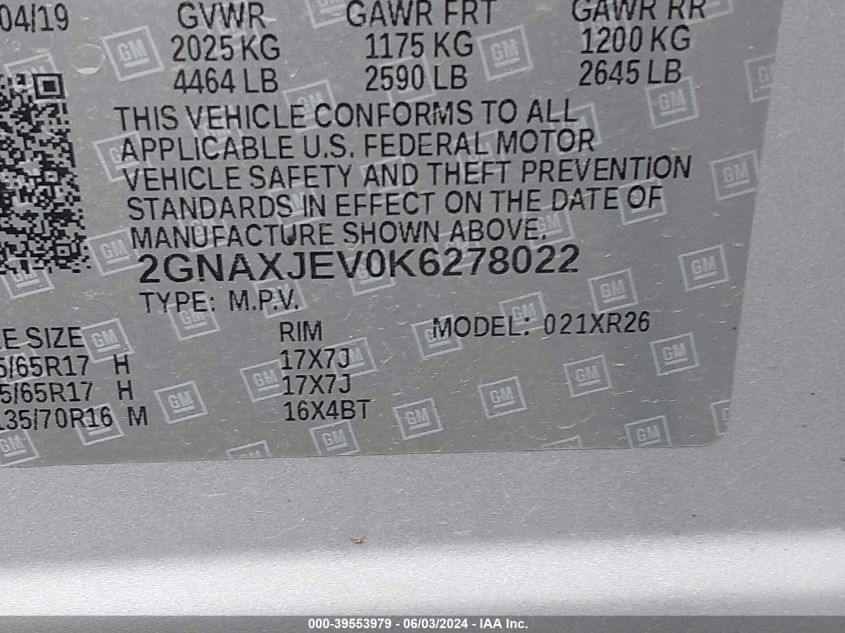 04/19 GVWR GAWR FRT GAWR RR
2025 KG 1175 KG 1200 KG
4464 LB 2590 LB 2645 LB
THIS VEHICLE CONFORMS TO ALL
APPLICABLE U.S. FEDERAL MOTOR
VEHICLE SAFETY AND THEFT PREVENTION
STANDARDS IN EFFECT ON THE DATE OF
MANUFACTURE SHOWN ABOVE.
2GNAXJEV0K6278022
TYPE: M.P.V.
SIZE RIM MODEL: 021XR26
/65R17 H 17X7J
5/65R17 H 17X7J
135/70R16 M 16X4BT
GM
000-39553979 - 06/03/2024 - IAA Inc.